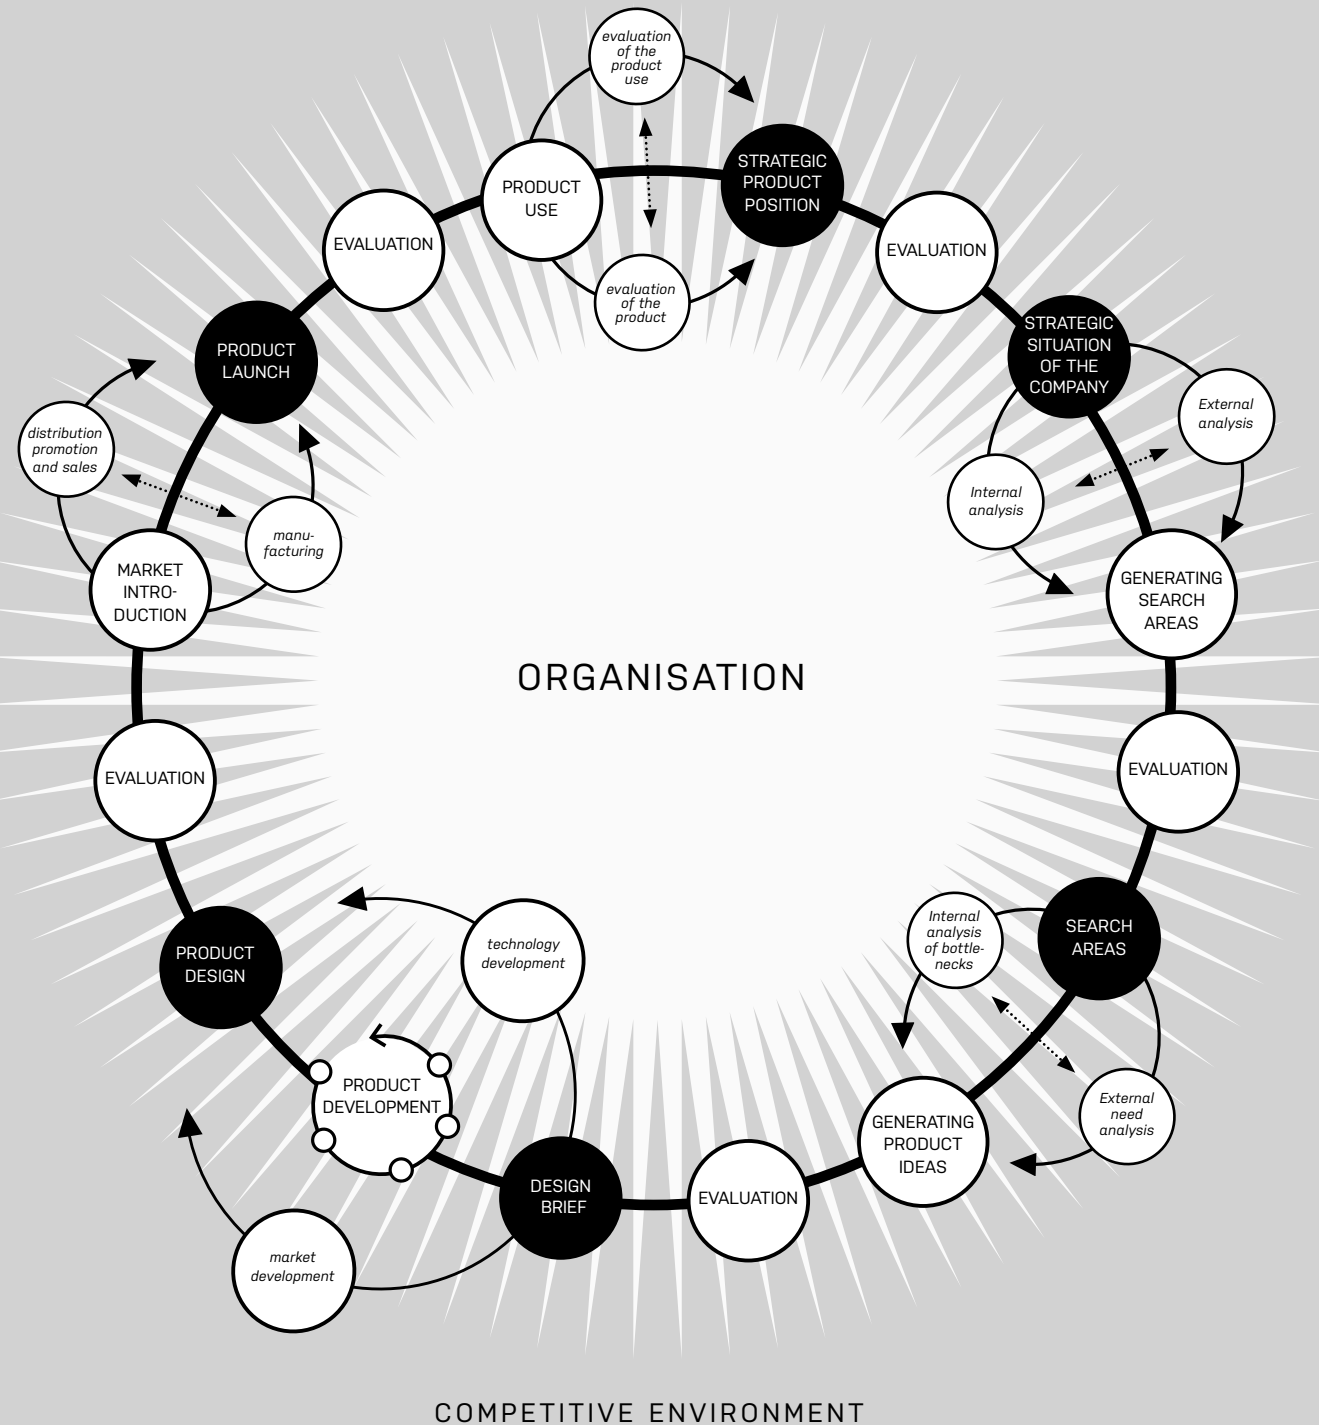 evaluation
of the
product
use
STRATEGIC
PRODUCT
POSITION
PRODUCT
USE
EVALUATION
EVALUATION
evaluation
of the
product
STRATEGIC
SITUATION
OF THE
COMPANY
PRODUCT
LAUNCH
External
analysis
distribution
promotion
and sales
Internal
analysis
manu-
facturing
MARKET
INTRO-
DUCTION
GENERATING
SEARCH
AREAS
ORGANISATION
EVALUATION
EVALUATION
SEARCH
AREAS
Internal
analysis
of bottle-
necks
technology
development
PRODUCT
DESIGN
PRODUCT
DEVELOPMENT
External
need
analysis
GENERATING
PRODUCT
IDEAS
DESIGN
BRIEF
EVALUATION
market
development
COMPETITIVE ENVIRONMENT